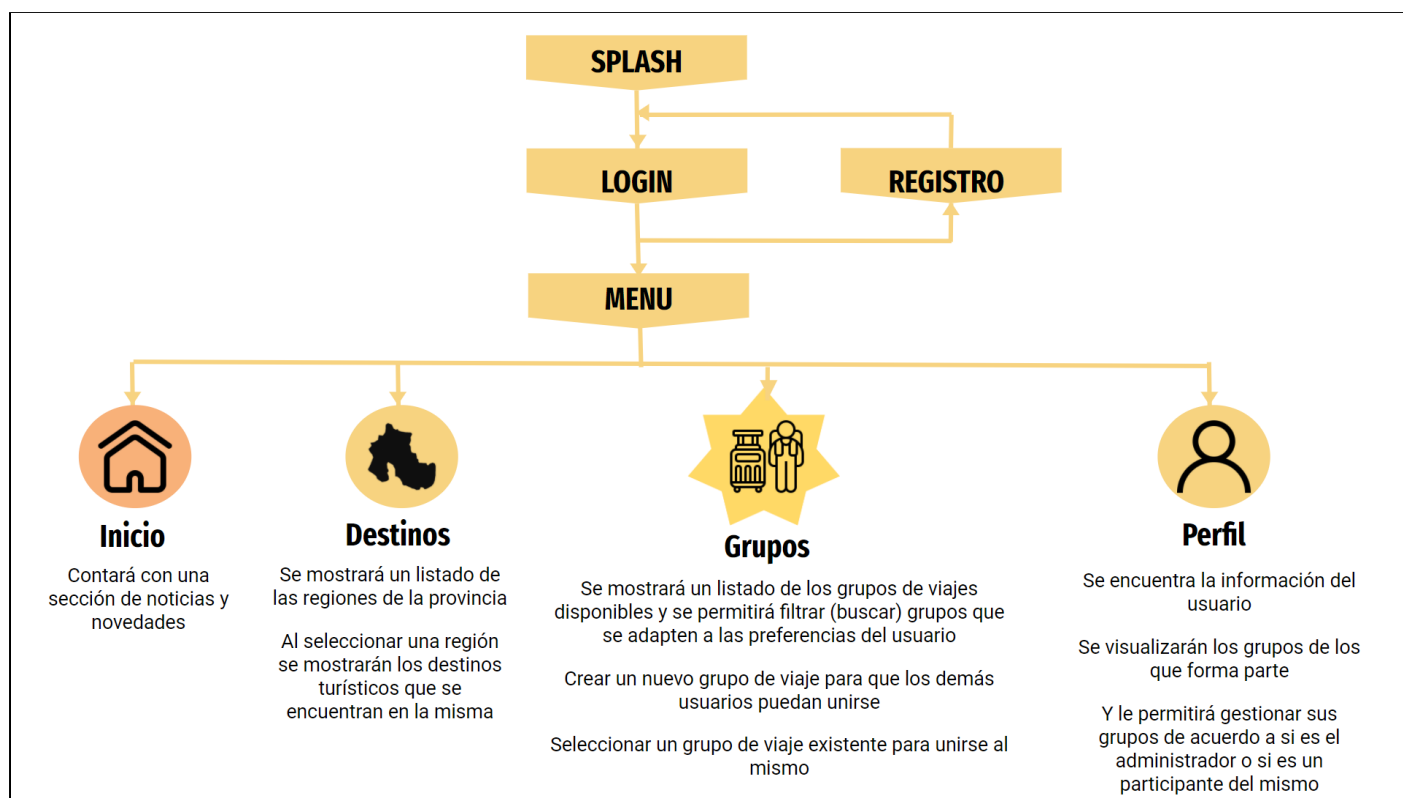 SPLASH
LOGIN
REGISTRO
MENU
Inicio
Contará con una
sección de noticias y
novedades
Destinos
Se mostrará un listado de
las regiones de la provincia
Al seleccionar una región
se mostrarán los destinos
turísticos que se
encuentran en la misma
Grupos
Se mostrará un listado de los grupos de viajes
disponibles y se permitirá filtrar (buscar) grupos que
se adapten a las preferencias del usuario
Crear un nuevo grupo de viaje para que los demás
usuarios puedan unirse
Seleccionar un grupo de viaje existente para unirse al
mismo
Perfil
Se encuentra la información del
usuario
Se visualizarán los grupos de los
que forma parte
Y le permitirá gestionar sus
grupos de acuerdo a si es el
administrador o si es un
participante del mismo